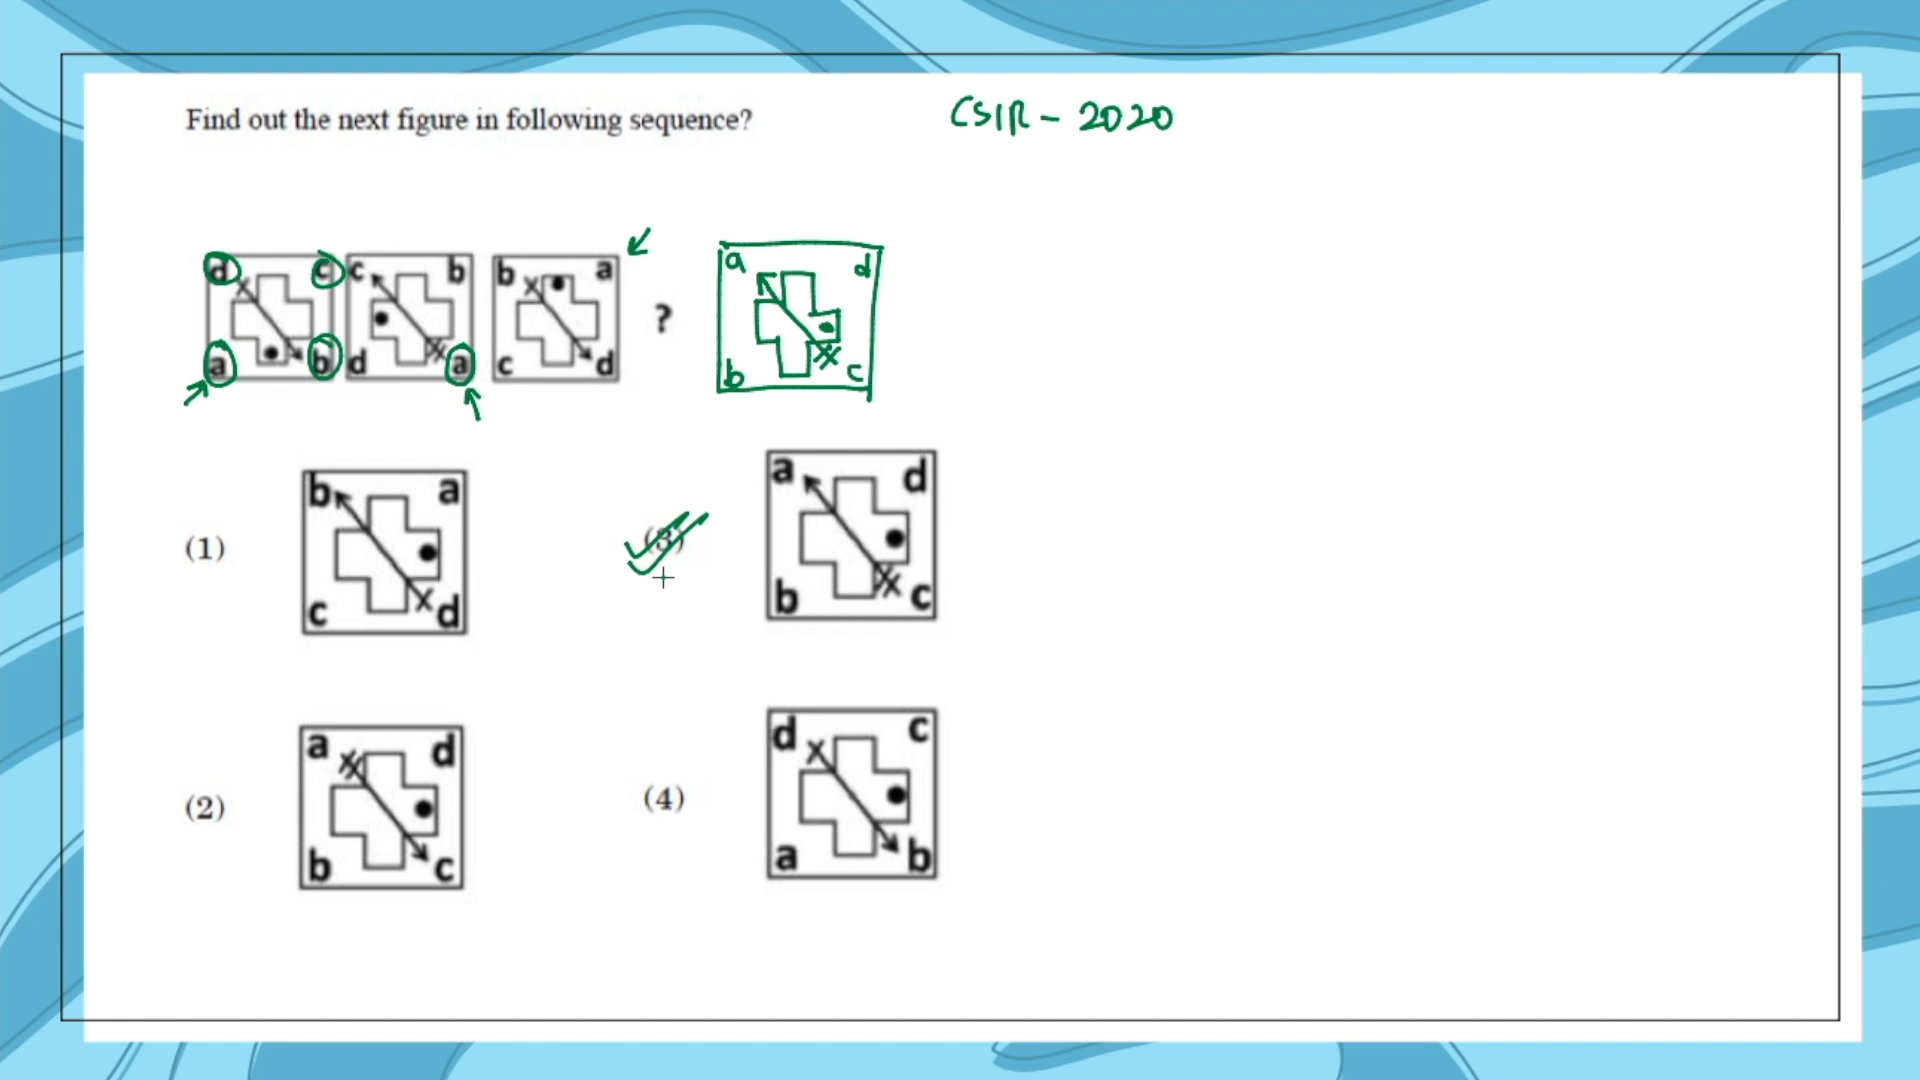 Find out the next figure in following sequence?
CSIR - 2020
d c c b b a a d
?
a b d a c d b c
(1)
b a
c d
(3)
a d
b c
(2)
a d
b c
(4)
d c
a b